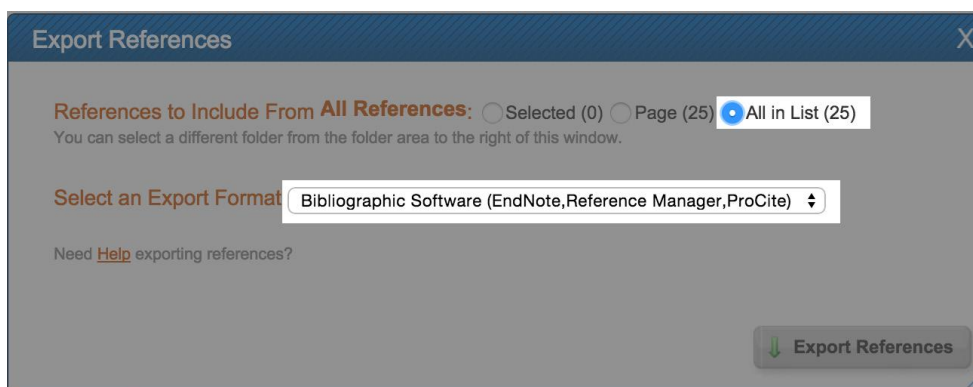 Export References X
References to Include From All References: Selected (0) Page (25) All in List (25)
You can select a different folder from the folder area to the right of this window.
Select an Export Format Bibliographic Software (EndNote,Reference Manager,ProCite)
Need Help exporting references?
Export References